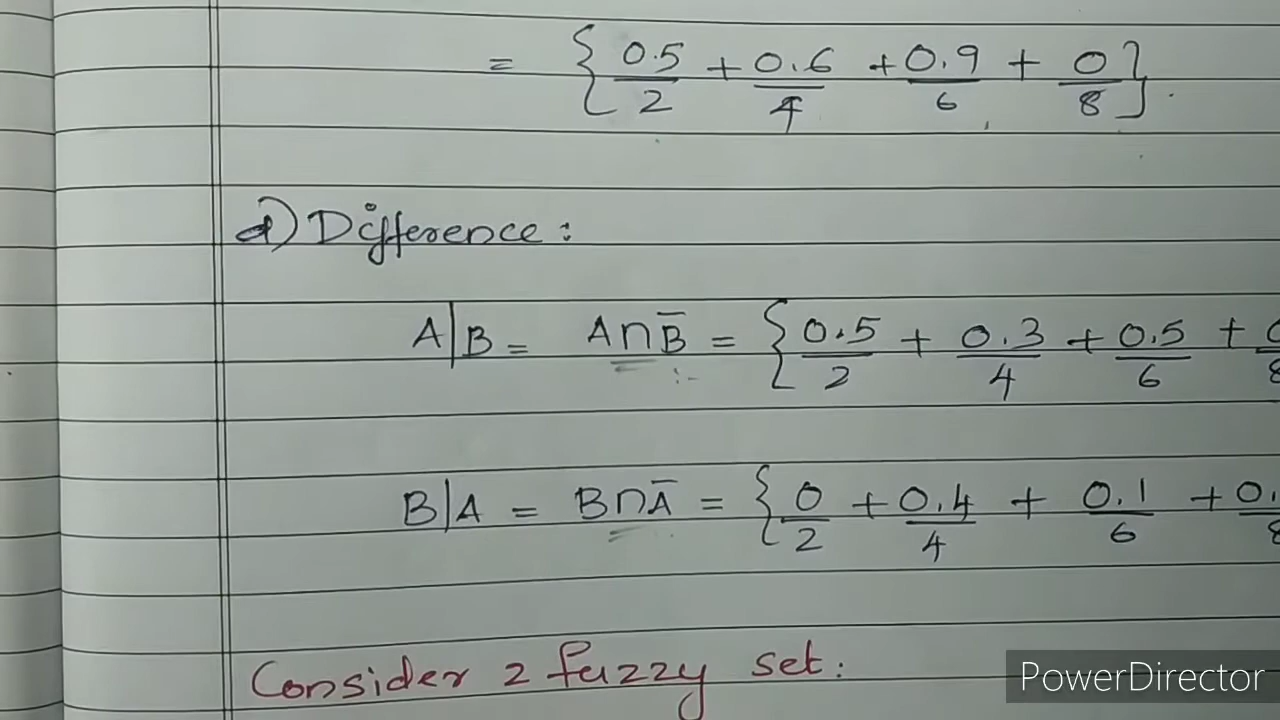 = { 0.5/2 + 0.6/4 + 0.9/6 + 0/8 }.
d) Difference:
A|B = A∩B̅ = { 0.5/2 + 0.3/4 + 0.5/6 +
B|A = B∩A̅ = { 0/2 + 0.4/4 + 0.1/6 + 0.
Consider 2 fuzzy set:
PowerDirector